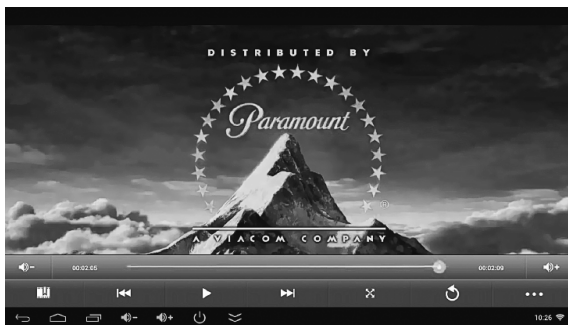 DISTRIBUTED BY
Paramount
®
A VIACOM COMPANY
00:02:05
00:02:09
10:26